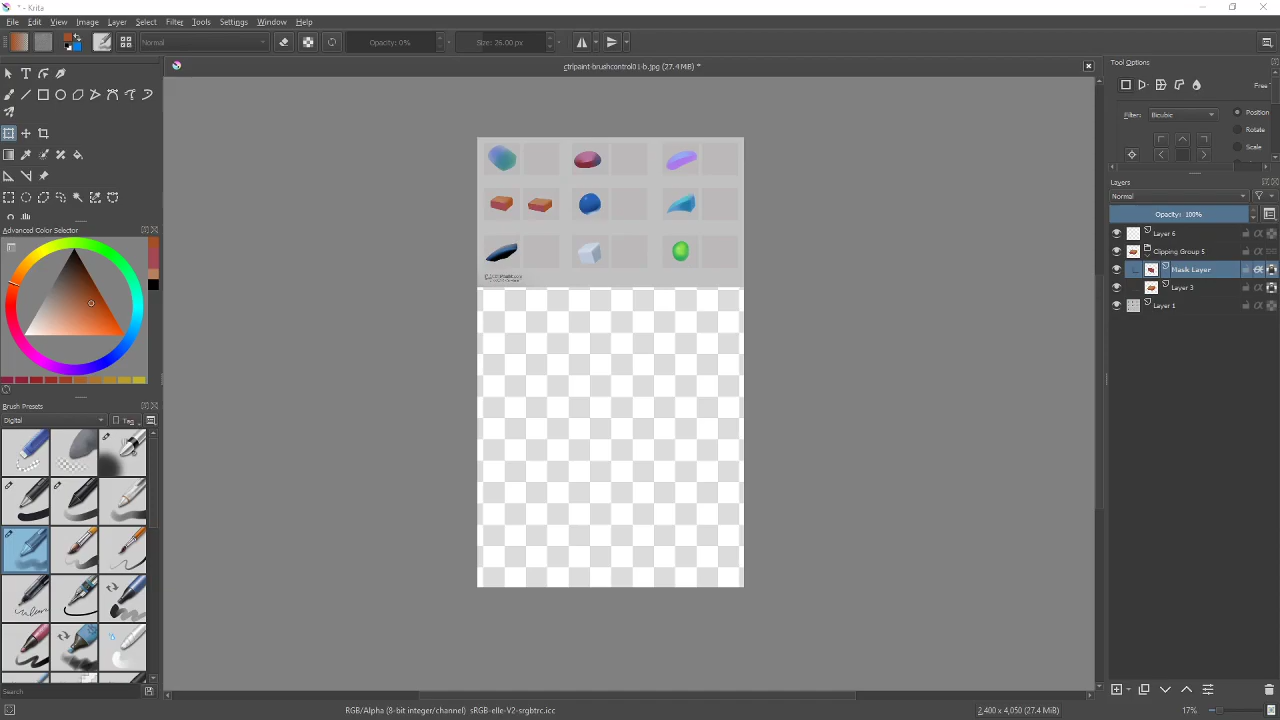 * - Krita
File Edit View Image Layer Select Filter Tools Settings Window Help
Normal Opacity: 0% Size: 26.00 px
ctrlpaint-brushcontrol01-b.jpg (27.4 MiB) *
Tool Options
Free
Filter: Bicubic Position
Rotate
Scale
Layers
Normal
Opacity: 100%
Layer 6
Clipping Group 5
Mask Layer
Layer 3
Layer 1
Advanced Color Selector
Brush Presets
Digital Tag
Search
RGB/Alpha (8-bit integer/channel) sRGB-elle-V2-srgbtrc.icc 2,400 x 4,050 (27.4 MiB) 17%